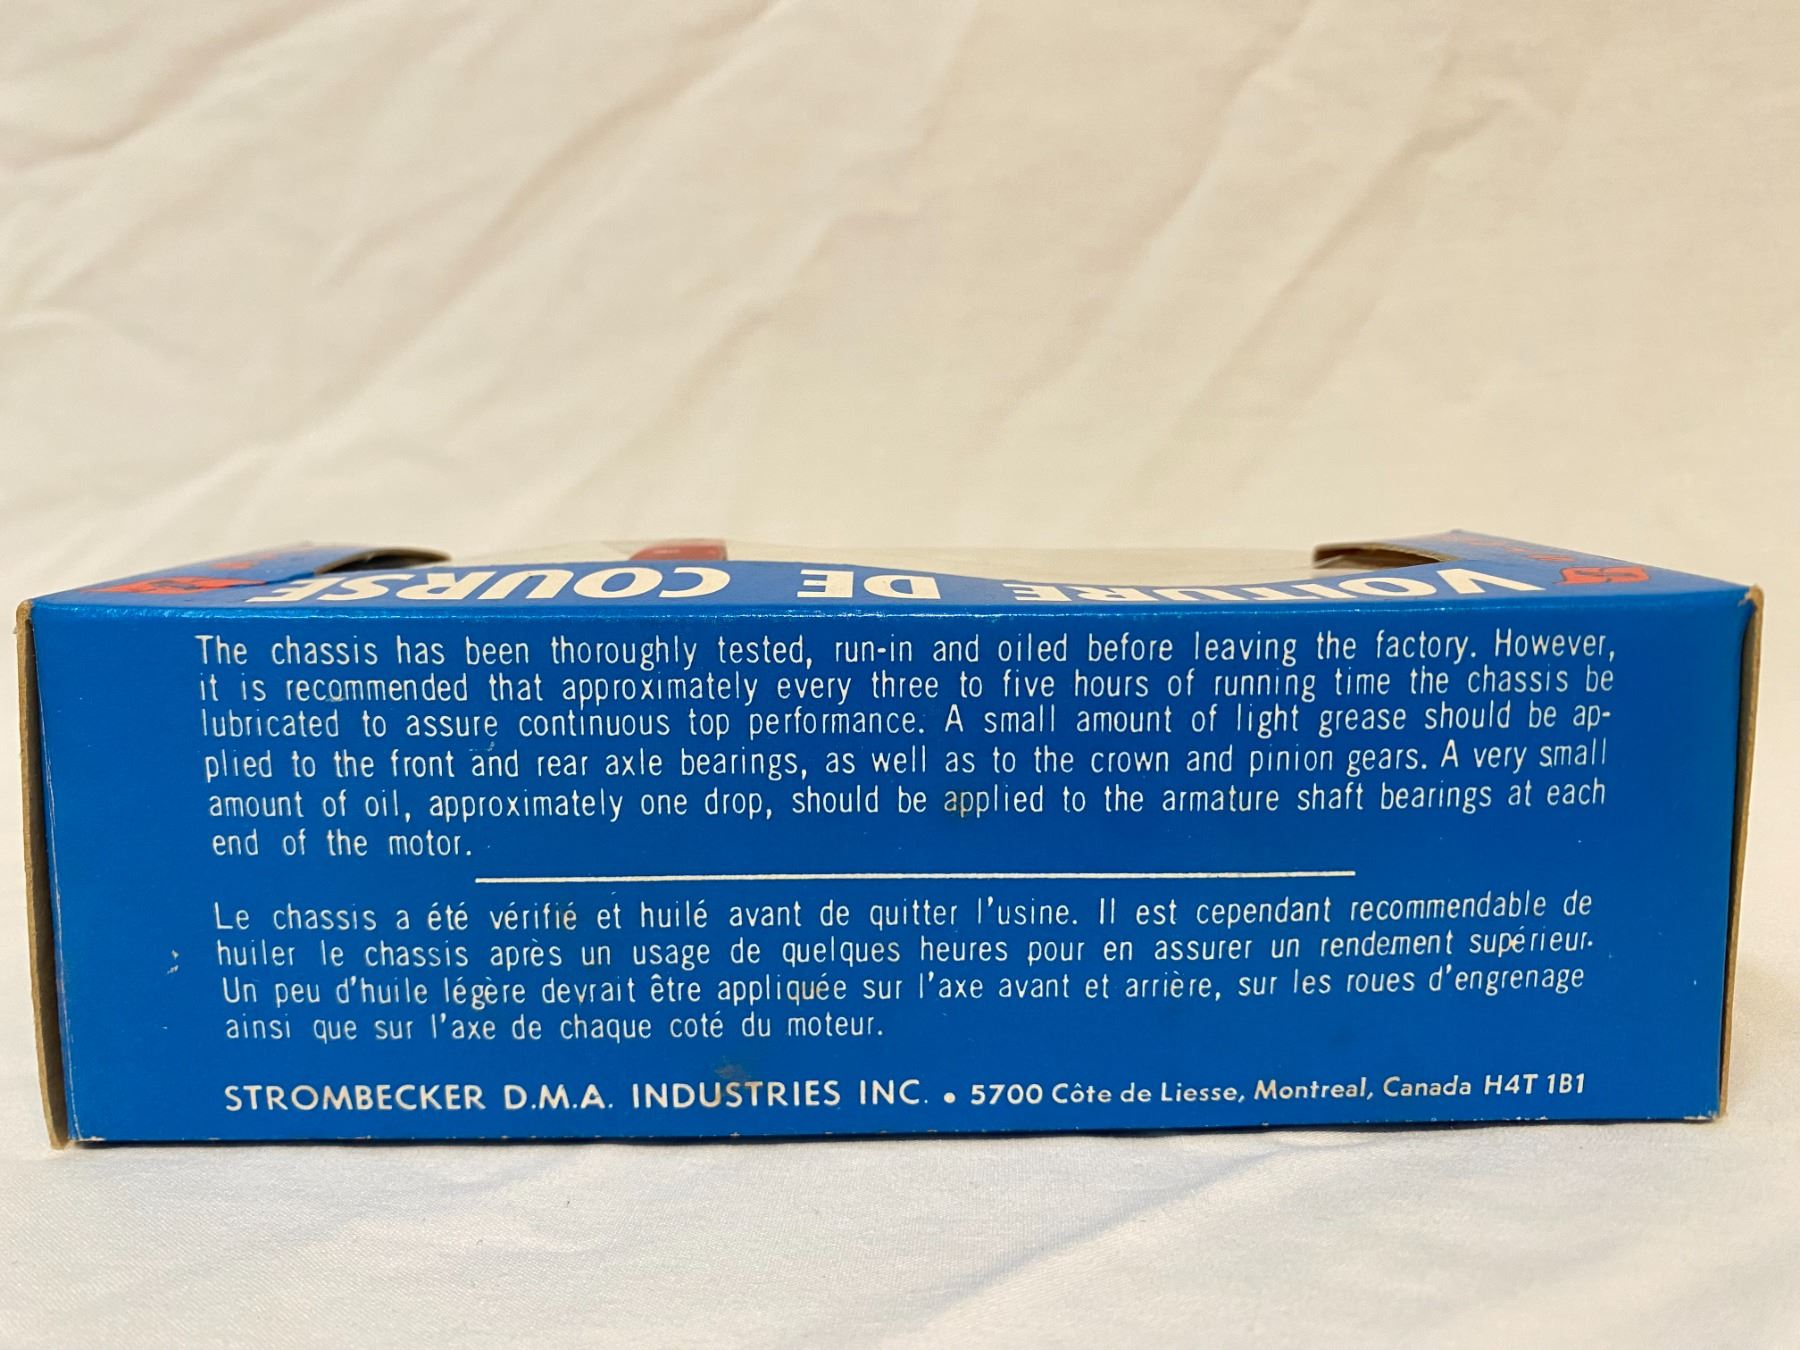 VOITURE DE COURSE
The chassis has been thoroughly tested, run-in and oiled before leaving the factory. However,
it is recommended that approximately every three to five hours of running time the chassis be
lubricated to assure continuous top performance. A small amount of light grease should be ap-
plied to the front and rear axle bearings, as well as to the crown and pinion gears. A very small
amount of oil, approximately one drop, should be applied to the armature shaft bearings at each
end of the motor.
Le chassis a été vérifié et huilé avant de quitter l'usine. Il est cependant recommendable de
huiler le chassis après un usage de quelques heures pour en assurer un rendement supérieur.
Un peu d'huile légère devrait être appliquée sur l'axe avant et arrière, sur les roues d'engrenage
ainsi que sur l'axe de chaque coté du moteur.
STROMBECKER D.M.A. INDUSTRIES INC. • 5700 Côte de Liesse, Montreal, Canada H4T 1B1